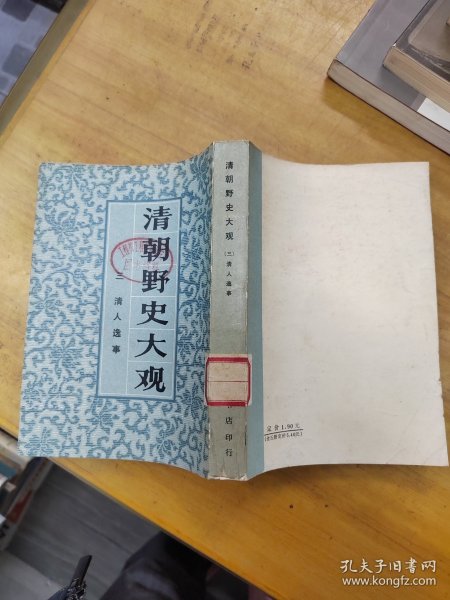 清朝野史大观
三 清人逸事
清朝野史大观
(三)清人逸事
店印行
定价1.90元
孔夫子旧书网
www.kongfz.com